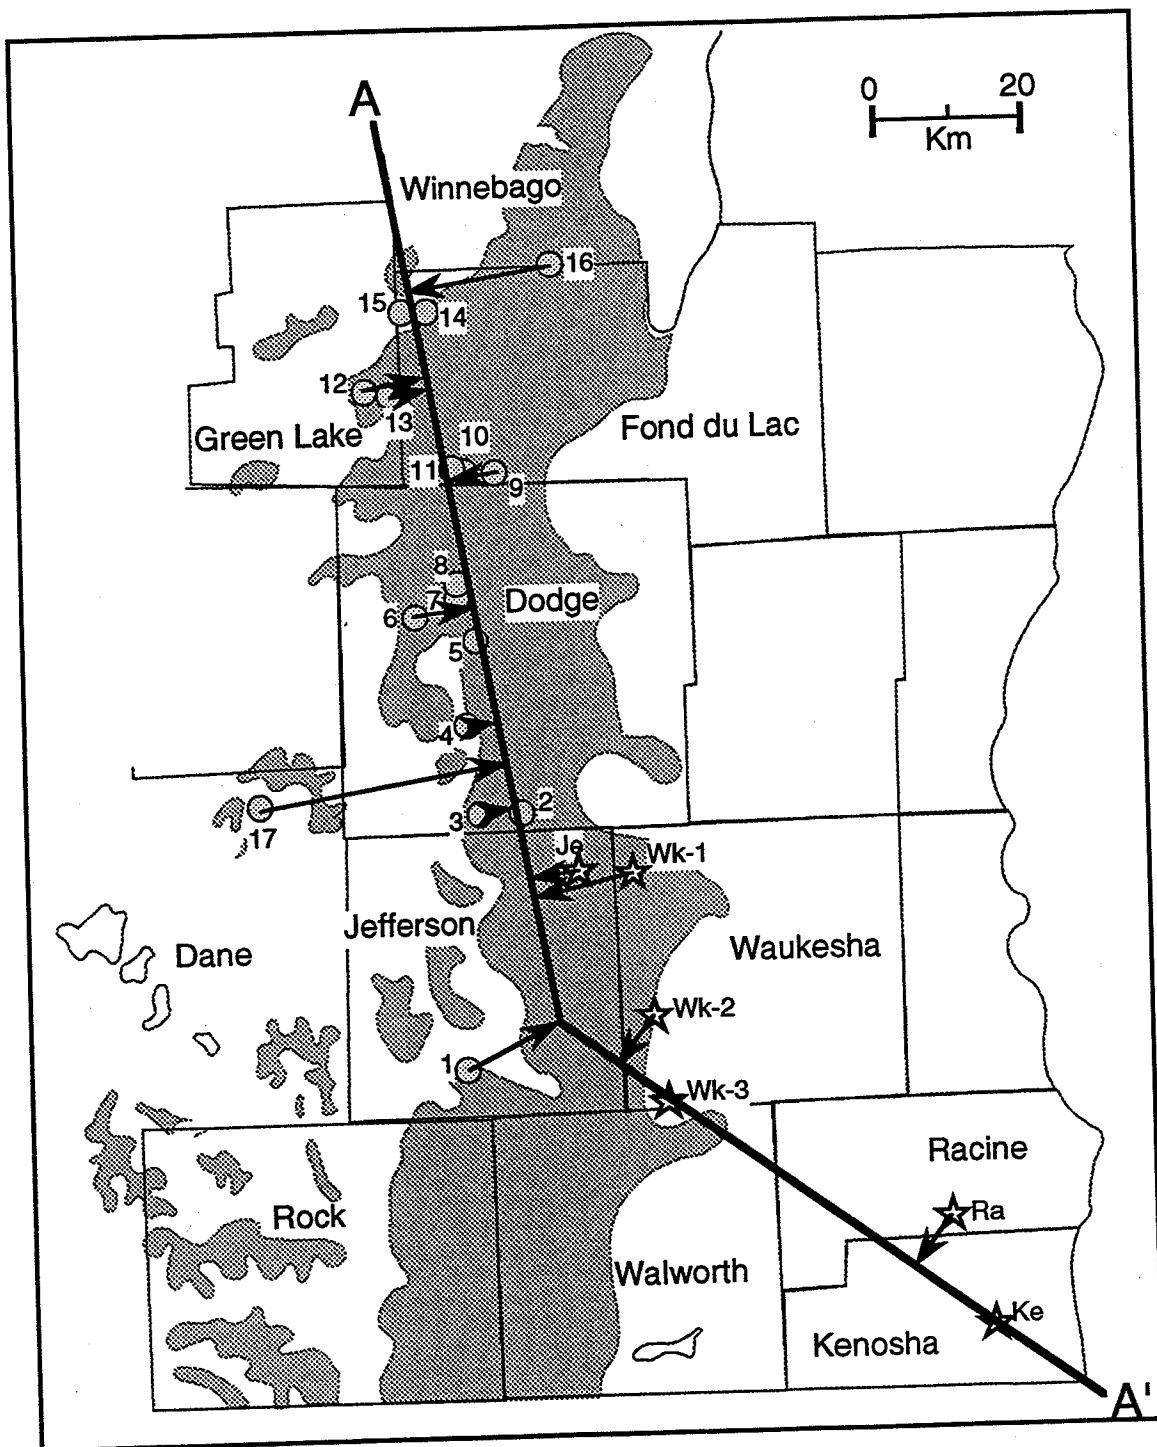 A
0 20
Km
Winnebago
16
15
14
12
13
Green Lake
Fond du Lac
10
11
9
8
7
6
Dodge
5
4
3
2
17
Je
Wk-1
Jefferson
Dane
Waukesha
Wk-2
1
Wk-3
Racine
Ra
Rock
Walworth
Ke
Kenosha
A'